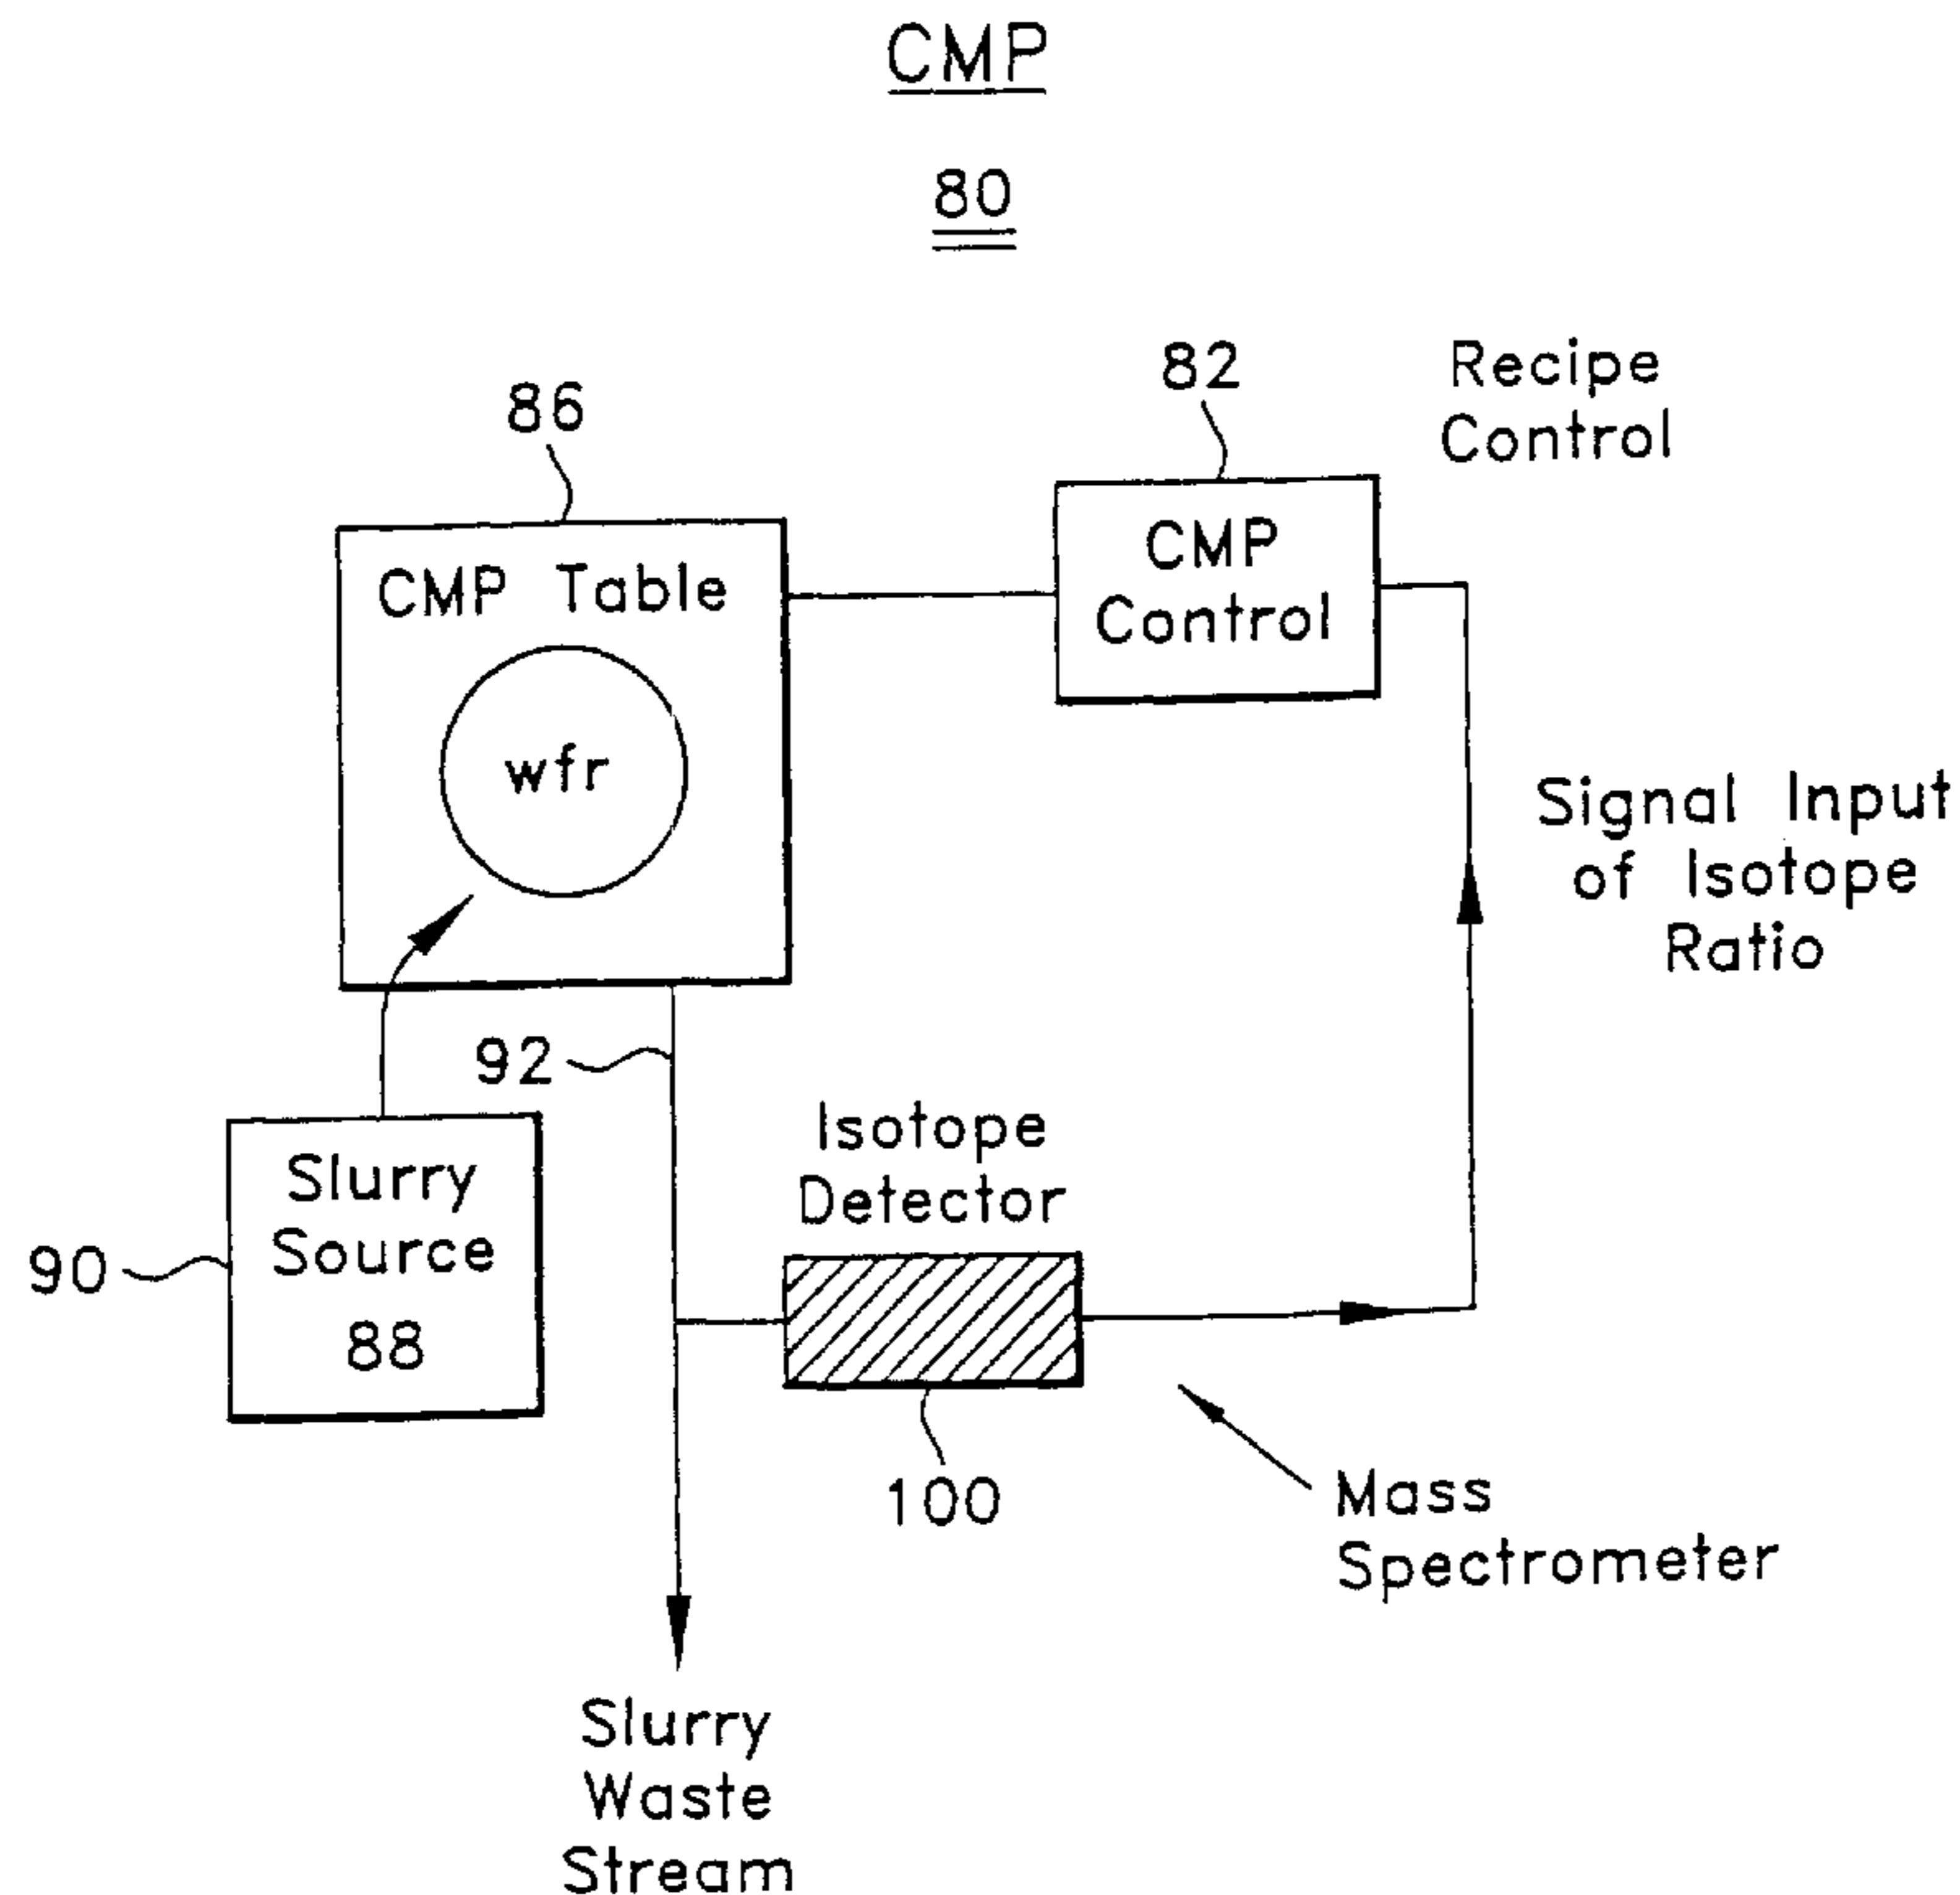 CMP
80
86
82
Recipe
Control
CMP Table
CMP
Control
wfr
Signal Input
of Isotope
Ratio
92
Isotope
Detector
Slurry
Source
88
90
100
Mass
Spectrometer
Slurry
Waste
Stream